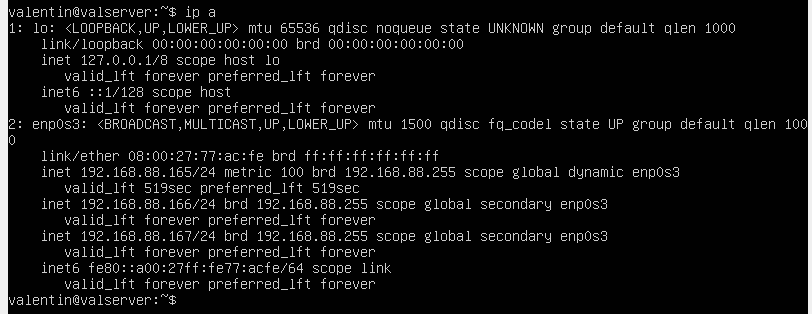 valentin@valserver:~$ ip a
1: lo: <LOOPBACK,UP,LOWER_UP> mtu 65536 qdisc noqueue state UNKNOWN group default qlen 1000
link/loopback 00:00:00:00:00:00 brd 00:00:00:00:00:00
inet 127.0.0.1/8 scope host lo
valid_lft forever preferred_lft forever
inet6 ::1/128 scope host
valid_lft forever preferred_lft forever
2: enp0s3: <BROADCAST,MULTICAST,UP,LOWER_UP> mtu 1500 qdisc fq_codel state UP group default qlen 100
0
link/ether 08:00:27:77:ac:fe brd ff:ff:ff:ff:ff:ff
inet 192.168.88.165/24 metric 100 brd 192.168.88.255 scope global dynamic enp0s3
valid_lft 519sec preferred_lft 519sec
inet 192.168.88.166/24 brd 192.168.88.255 scope global secondary enp0s3
valid_lft forever preferred_lft forever
inet 192.168.88.167/24 brd 192.168.88.255 scope global secondary enp0s3
valid_lft forever preferred_lft forever
inet6 fe80::a00:27ff:fe77:acfe/64 scope link
valid_lft forever preferred_lft forever
valentin@valserver:~$